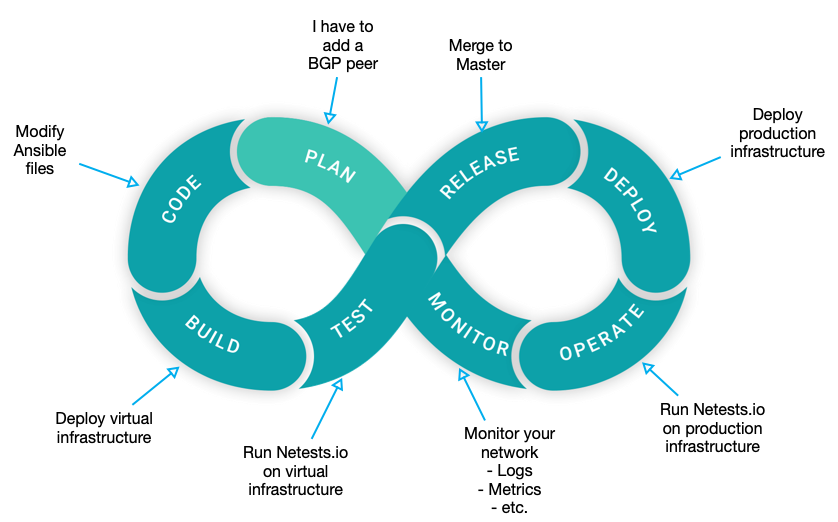 I have to
add a
BGP peer
Merge to
Master
Deploy
production
infrastructure
Modify
Ansible
files
PLAN
RELEASE
CODE
DEPLOY
BUILD
TEST
MONITOR
OPERATE
Deploy virtual
infrastructure
Run Netests.io
on virtual
infrastructure
Monitor your
network
- Logs
- Metrics
- etc.
Run Netests.io
on production
infrastructure